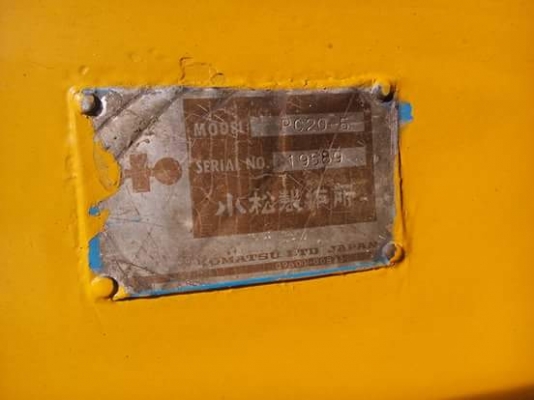 MODEL PC20-5
SERIAL NO. 19589
小松製作所
KOMATSU LTD JAPAN